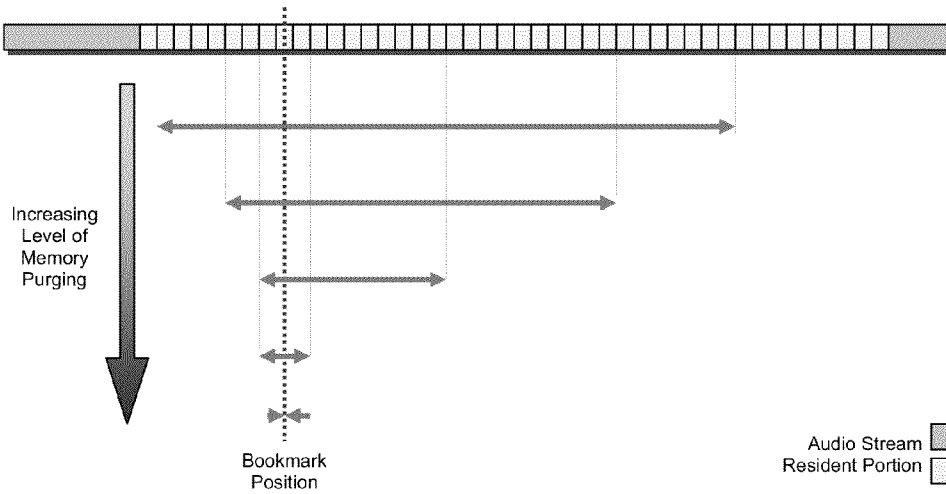 Increasing
Level of
Memory
Purging
Bookmark
Position
Audio Stream
Resident Portion